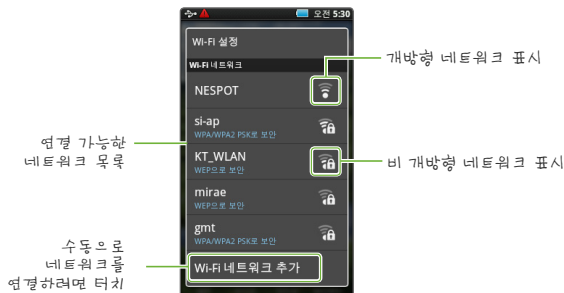 오전 5:30
Wi-Fi 설정
Wi-Fi 네트워크
개방형 네트워크 표시
NESPOT
si-ap
WPA/WPA2 PSK로 보안
연결 가능한
네트워크 목록
KT_WLAN
WEP으로 보안
비 개방형 네트워크 표시
mirae
WEP으로 보안
gmt
WPA/WPA2 PSK로 보안
수동으로
네트워크를
연결하려면 터치
Wi-Fi 네트워크 추가